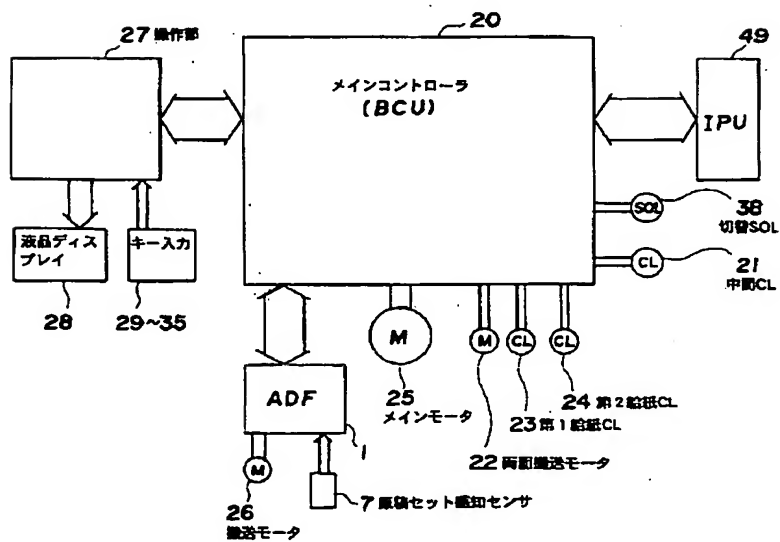 27 操作部
20
49
メインコントローラ
(BCU)
IPU
SOL
38
切替SOL
CL
21
中間CL
液晶ディス
プレイ
28
キー入力
29~35
M
25
メインモータ
M
CL
CL
24 第2給紙CL
23 第1給紙CL
22 両面搬送モータ
ADF
1
M
26
搬送モータ
7 原稿セット感知センサ